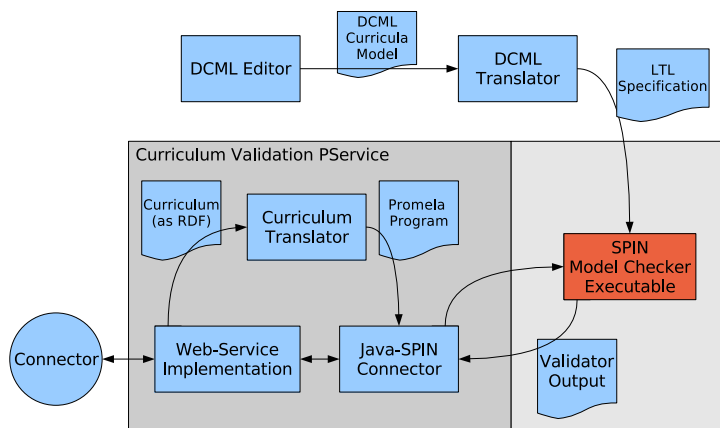 DCML
Curricula
Model
DCML Editor
DCML
Translator
LTL
Specification
Curriculum Validation PService
Curriculum
(as RDF)
Curriculum
Translator
Promela
Program
SPIN
Model Checker
Executable
Connector
Web-Service
Implementation
Java-SPIN
Connector
Validator
Output